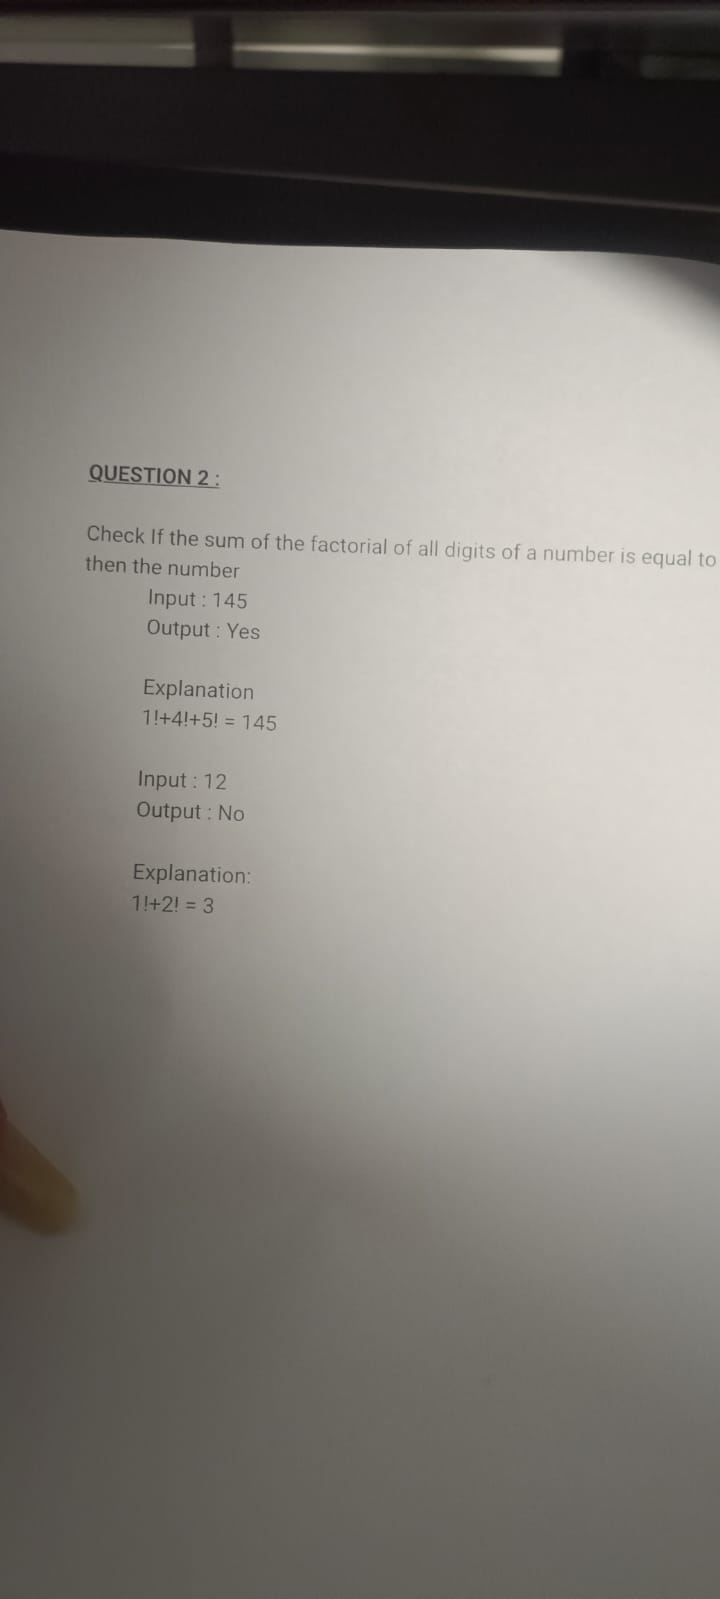 QUESTION 2 :
Check If the sum of the factorial of all digits of a number is equal to
then the number
Input : 145
Output : Yes
Explanation
1!+4!+5! = 145
Input : 12
Output : No
Explanation:
1!+2! = 3